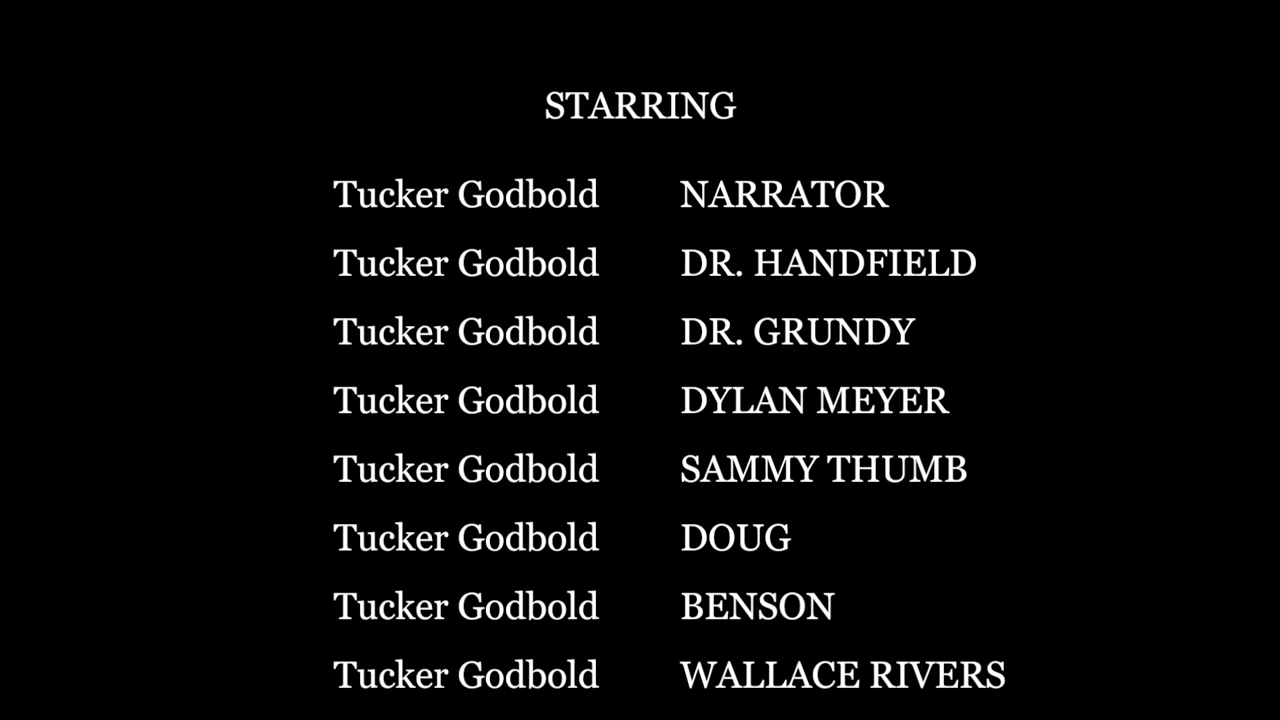 STARRING
Tucker Godbold NARRATOR
Tucker Godbold DR. HANDFIELD
Tucker Godbold DR. GRUNDY
Tucker Godbold DYLAN MEYER
Tucker Godbold SAMMY THUMB
Tucker Godbold DOUG
Tucker Godbold BENSON
Tucker Godbold WALLACE RIVERS